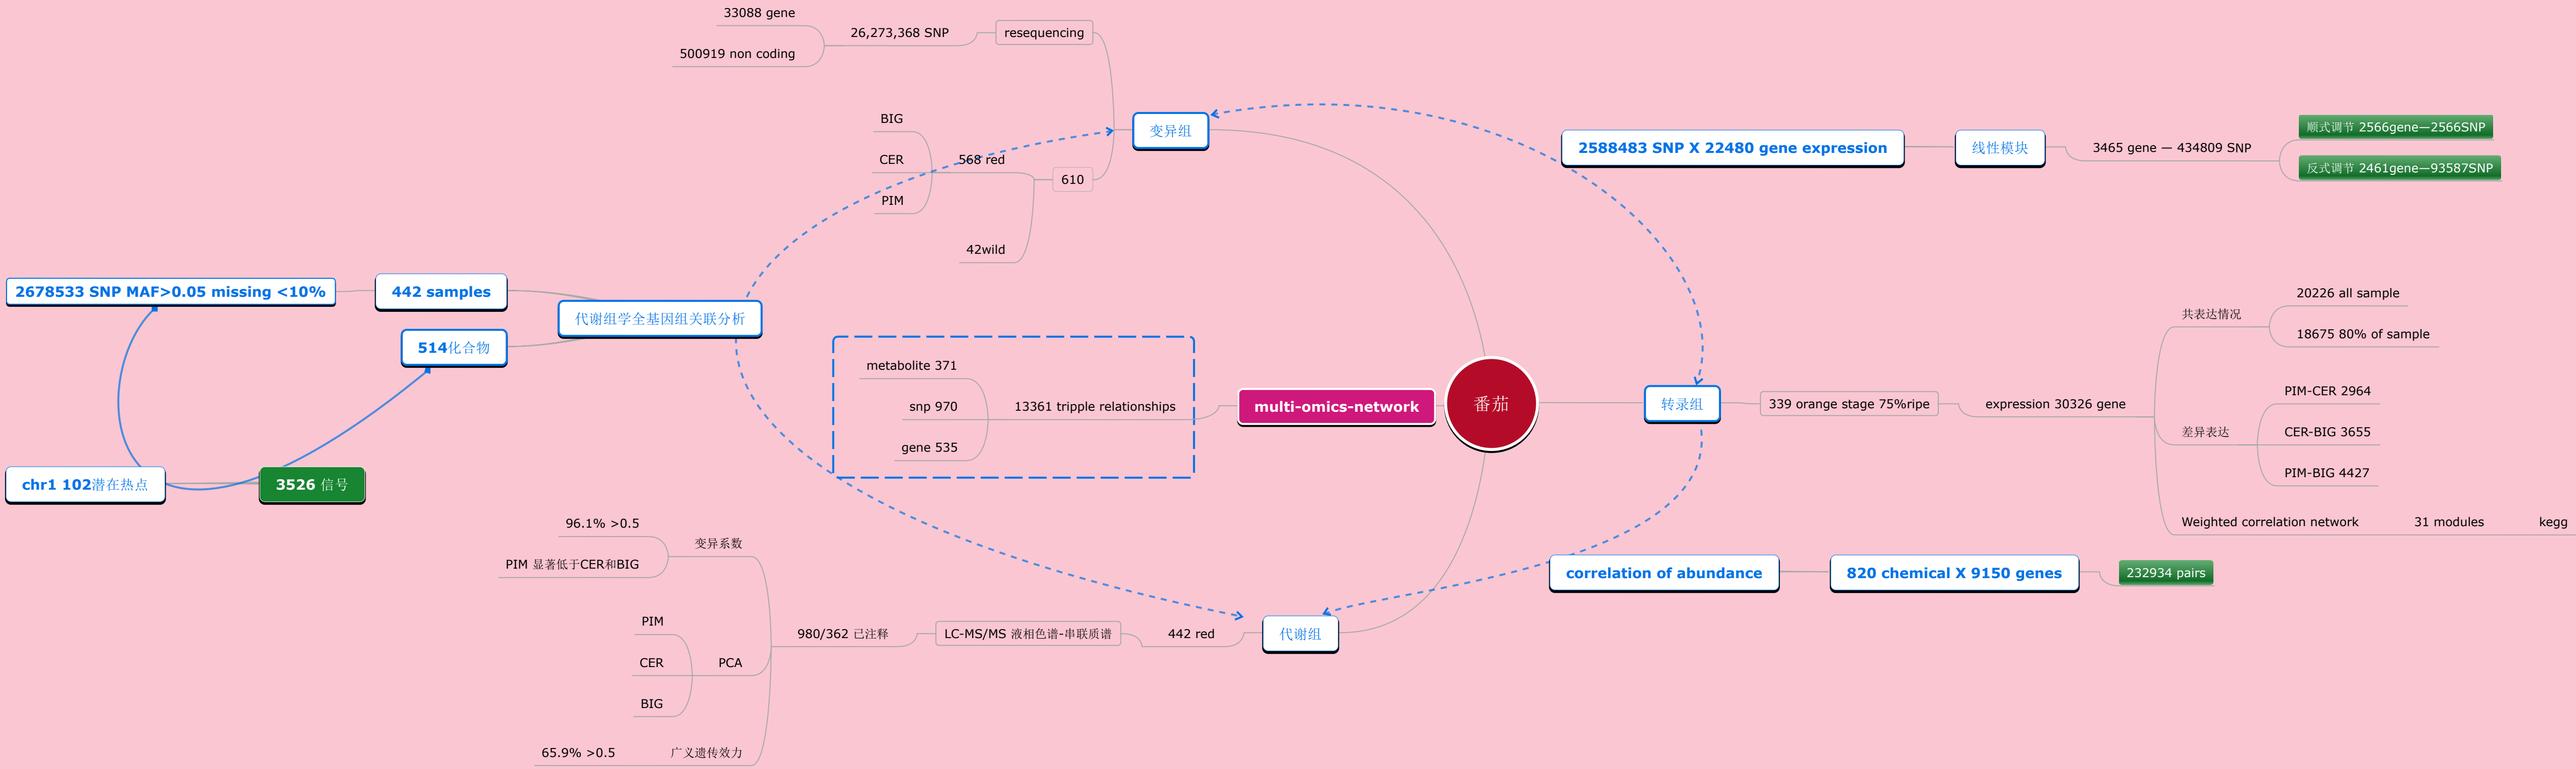 33088 gene
500919 non coding
26,273,368 SNP
resequencing
BIG
CER
PIM
568 red
42wild
610
变异组
2588483 SNP X 22480 gene expression
线性模块
3465 gene — 434809 SNP
顺式调节 2566gene—2566SNP
反式调节 2461gene—93587SNP
2678533 SNP MAF>0.05 missing <10%
442 samples
514化合物
代谢组学全基因组关联分析
chr1 102潜在热点
3526 信号
metabolite 371
snp 970
gene 535
13361 tripple relationships
multi-omics-network
番茄
转录组
339 orange stage 75%ripe
expression 30326 gene
共表达情况
20226 all sample
18675 80% of sample
差异表达
PIM-CER 2964
CER-BIG 3655
PIM-BIG 4427
Weighted correlation network
31 modules
kegg
correlation of abundance
820 chemical X 9150 genes
232934 pairs
96.1% >0.5
PIM 显著低于CER和BIG
变异系数
PIM
CER
BIG
PCA
65.9% >0.5
广义遗传效力
980/362 已注释
LC-MS/MS 液相色谱-串联质谱
442 red
代谢组